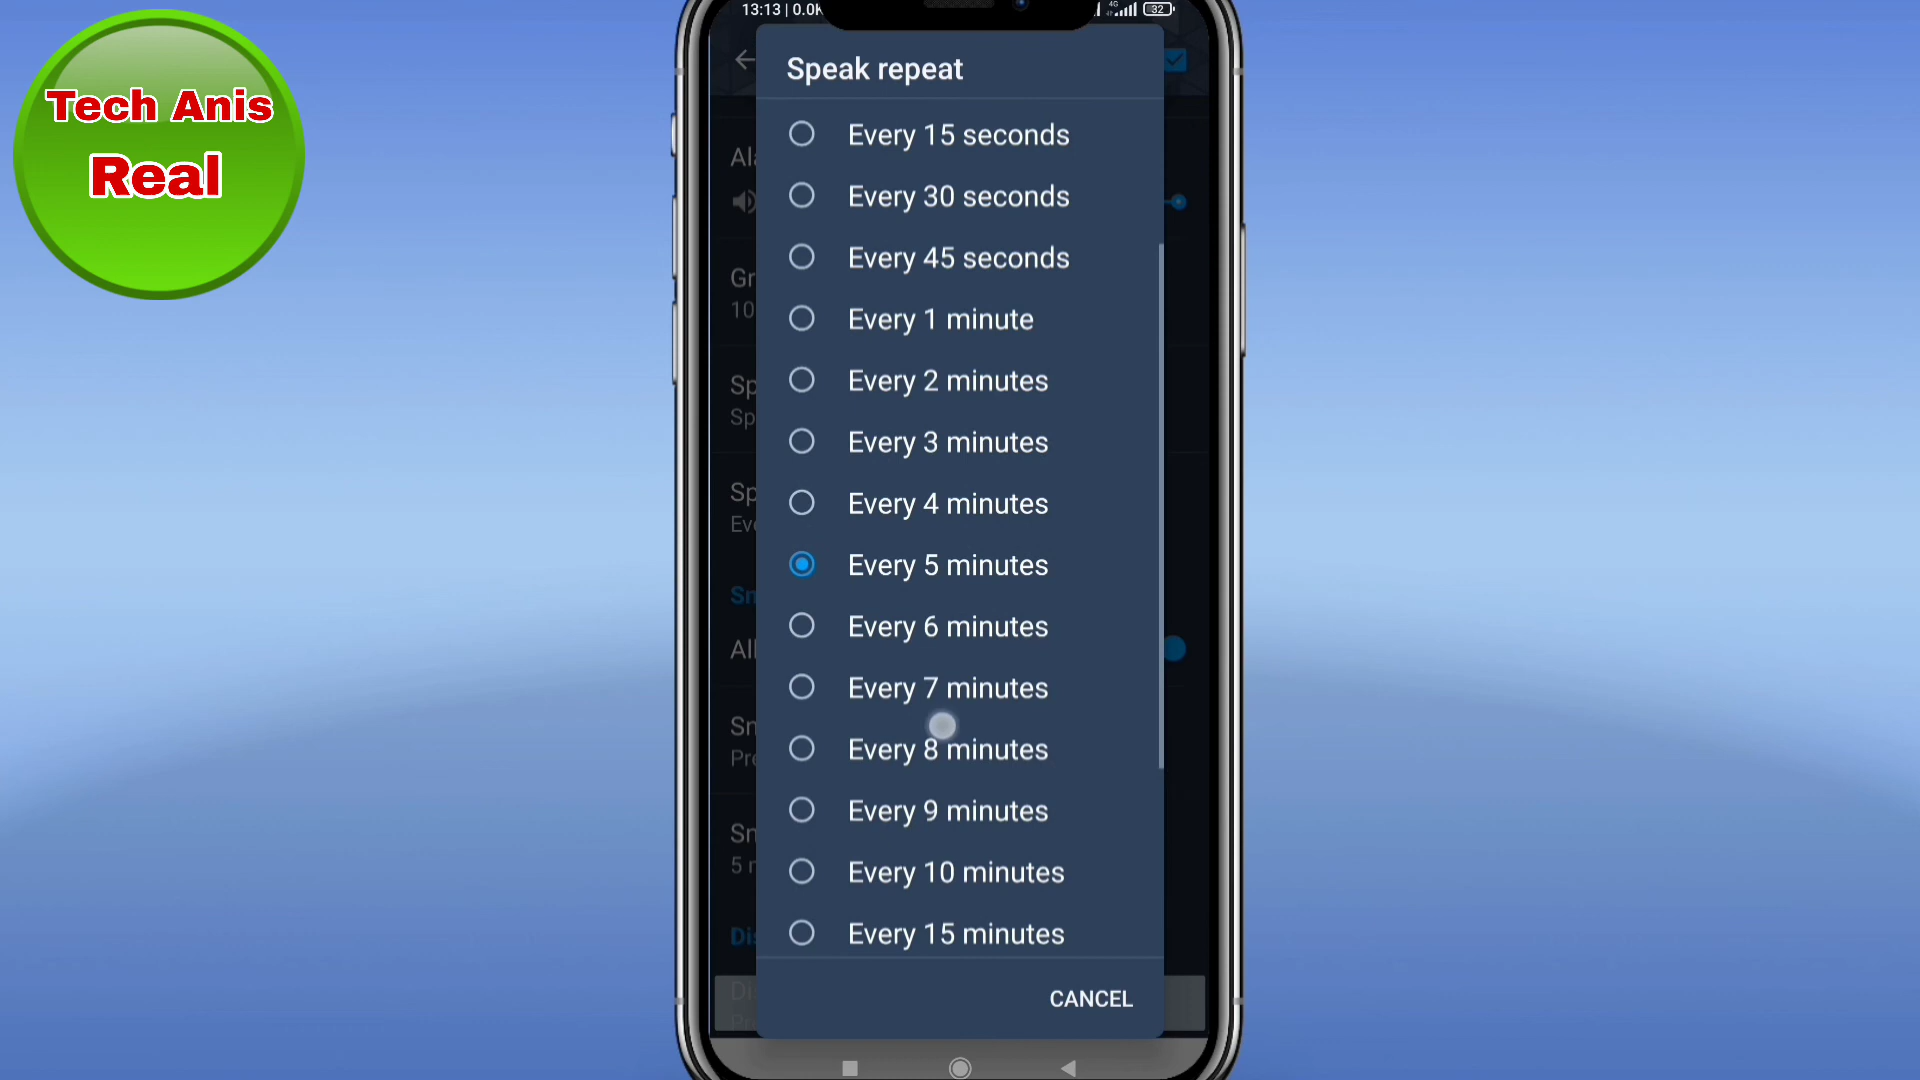 Tech Anis
Real
13:13 | 0.0K
4G
32
Speak repeat
Every 15 seconds
Every 30 seconds
Every 45 seconds
Every 1 minute
Every 2 minutes
Every 3 minutes
Every 4 minutes
Every 5 minutes
Every 6 minutes
Every 7 minutes
Every 8 minutes
Every 9 minutes
Every 10 minutes
Every 15 minutes
CANCEL